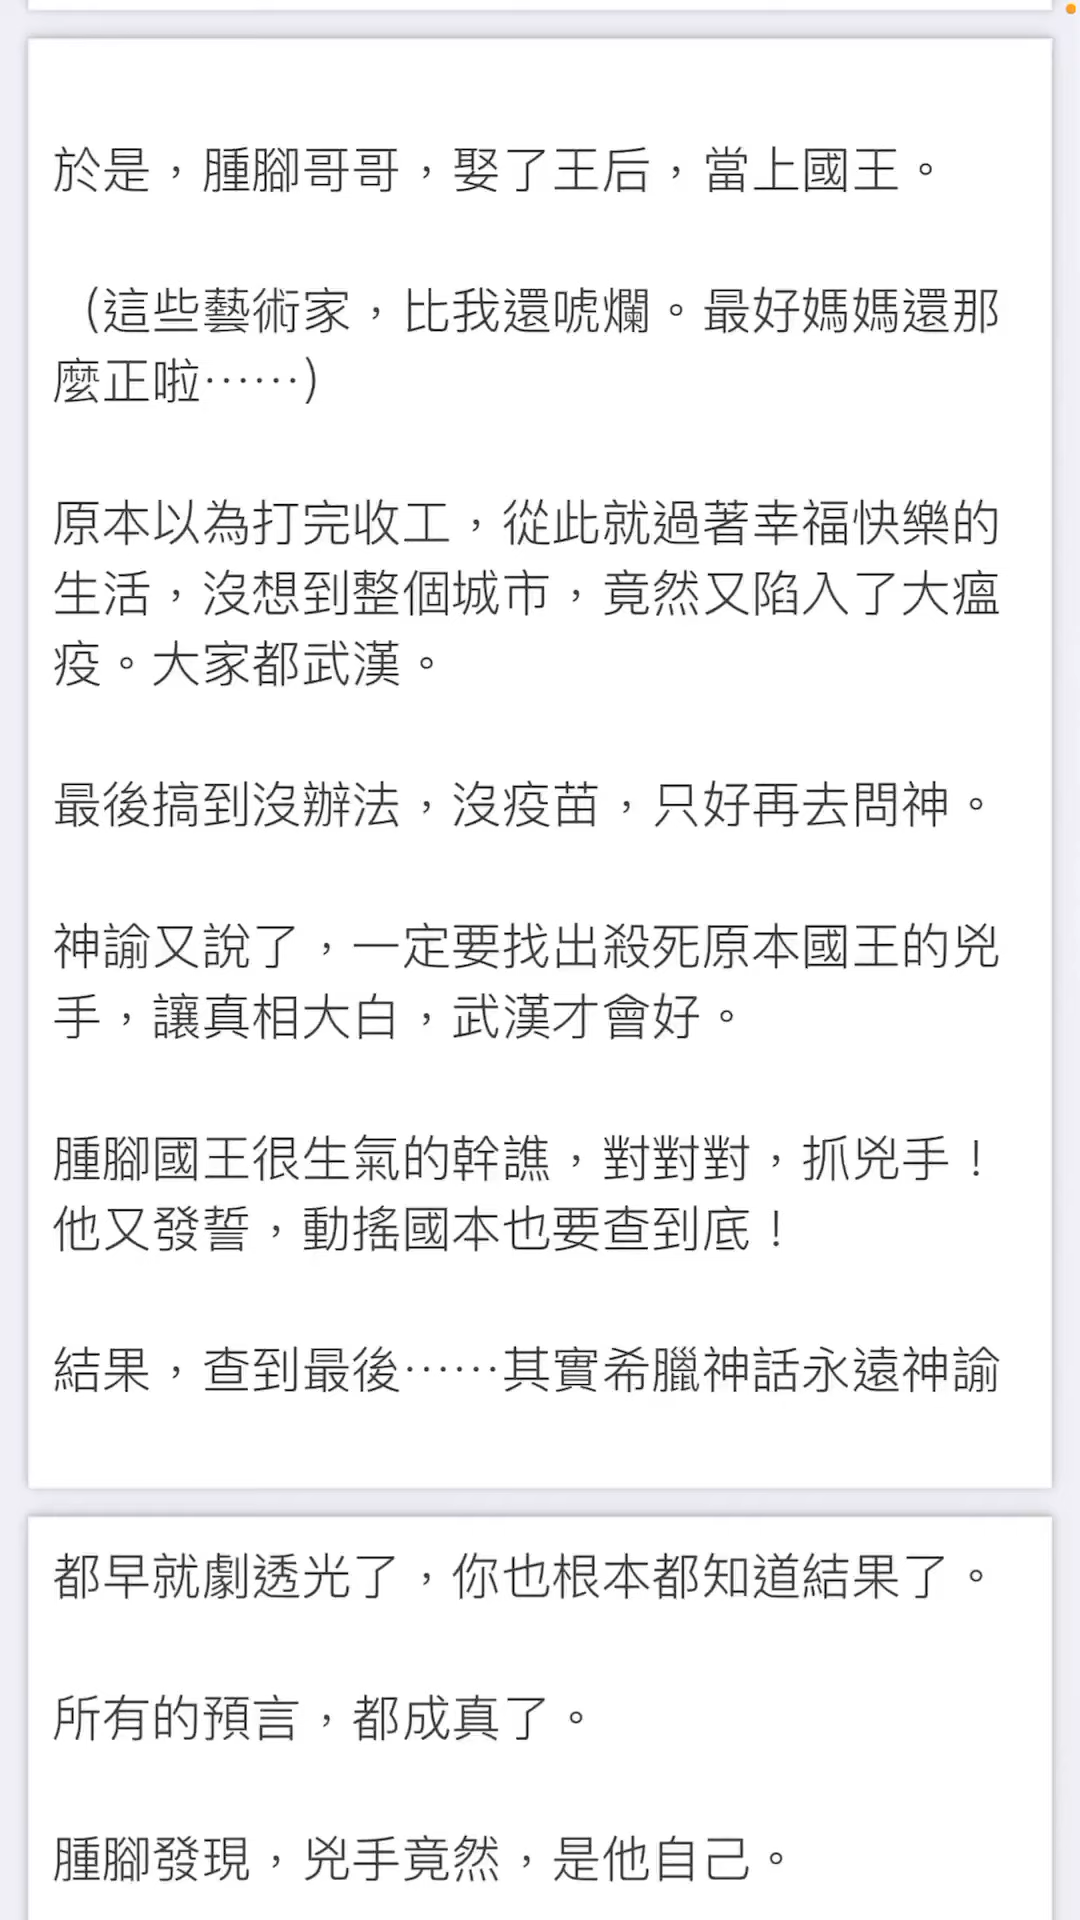 於是，腫腳哥哥，娶了王后，當上國王。
（這些藝術家，比我還唬爛。最好媽媽還那
麼正啦⋯⋯）
原本以為打完收工，從此就過著幸福快樂的
生活，沒想到整個城市，竟然又陷入了大瘟
疫。大家都武漢。
最後搞到沒辦法，沒疫苗，只好再去問神。
神諭又說了，一定要找出殺死原本國王的兇
手，讓真相大白，武漢才會好。
腫腳國王很生氣的幹譙，對對對，抓兇手！
他又發誓，動搖國本也要查到底！
結果，查到最後⋯⋯其實希臘神話永遠神諭
都早就劇透光了，你也根本都知道結果了。
所有的預言，都成真了。
腫腳發現，兇手竟然，是他自己。